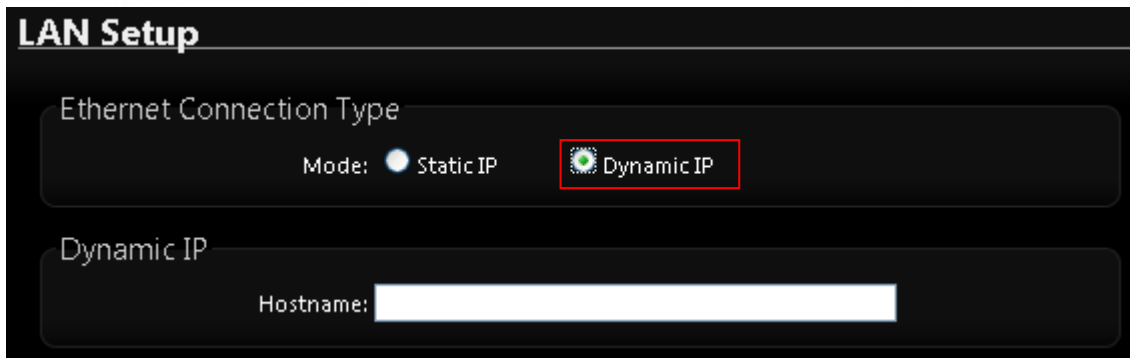 LAN Setup
Ethernet Connection Type
Mode: Static IP Dynamic IP
Dynamic IP
Hostname: